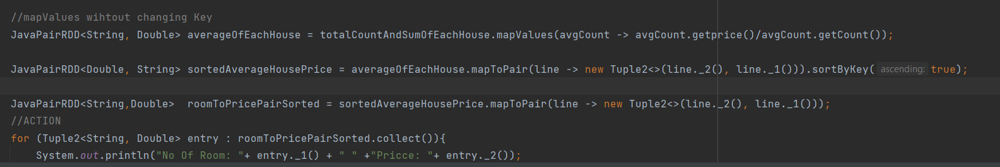 //mapValues wihtout changing Key
JavaPairRDD<String, Double> averageOfEachHouse = totalCountAndSumOfEachHouse.mapValues(avgCount -> avgCount.getprice()/avgCount.getCount());
JavaPairRDD<Double, String> sortedAverageHousePrice = averageOfEachHouse.mapToPair(line -> new Tuple2<>(line._2(), line._1())).sortByKey( ascending: true);
JavaPairRDD<String,Double>  roomToPricePairSorted = sortedAverageHousePrice.mapToPair(line -> new Tuple2<>(line._2(), line._1()));
//ACTION
for (Tuple2<String, Double> entry : roomToPricePairSorted.collect()){
    System.out.println("No Of Room: "+ entry._1() + " " +"Pricce: "+ entry._2());